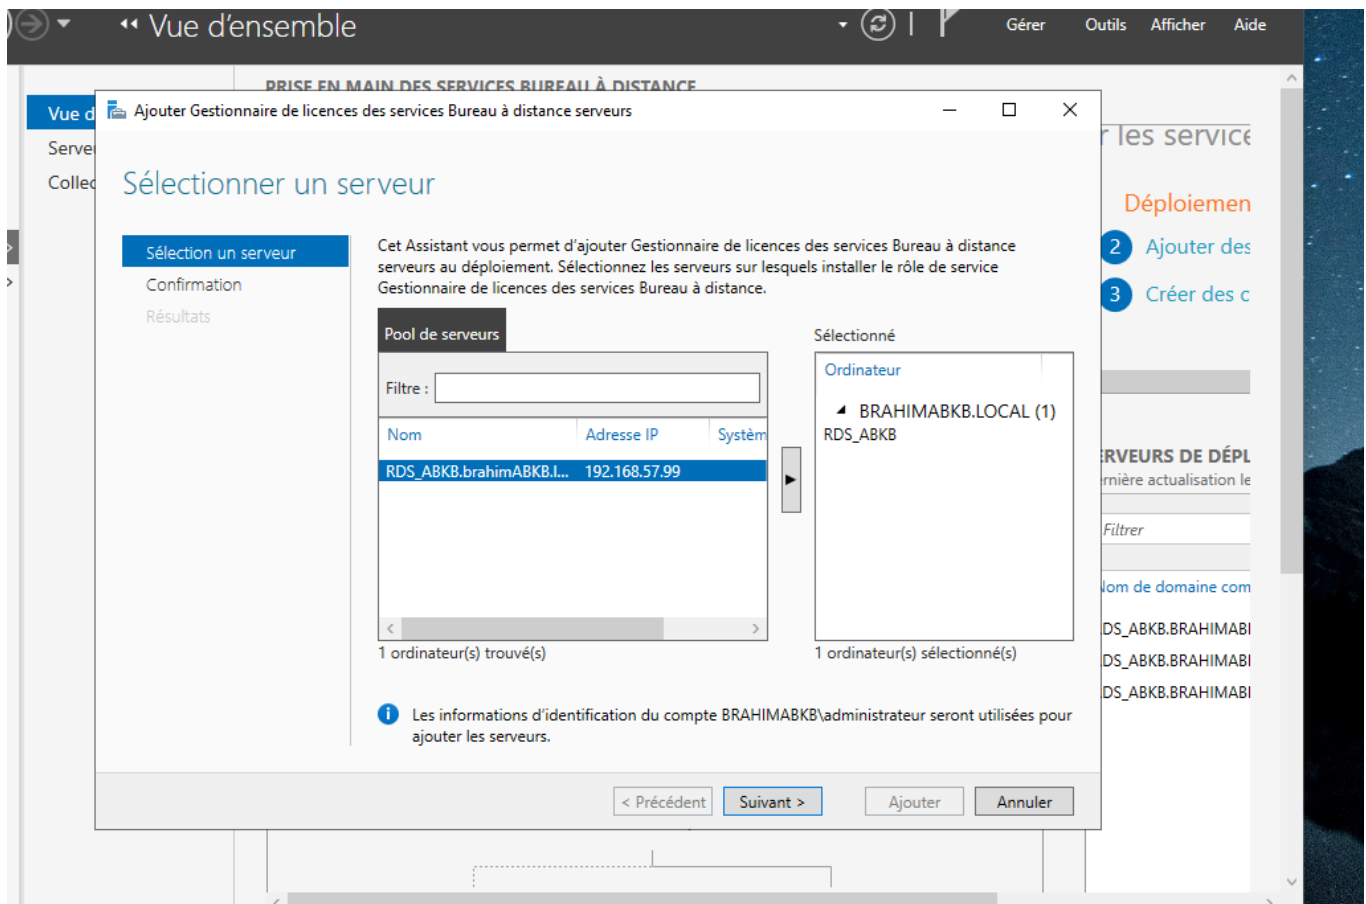 Vue d'ensemble
Gérer Outils Afficher Aide
PRISE EN MAIN DES SERVICES BUREAU À DISTANCE
Vue d
Server
Collec
Ajouter Gestionnaire de licences des services Bureau à distance serveurs
r les service
Sélectionner un serveur
Déploiemen
2 Ajouter des
3 Créer des c
Sélection un serveur
Confirmation
Résultats
Cet Assistant vous permet d'ajouter Gestionnaire de licences des services Bureau à distance
serveurs au déploiement. Sélectionnez les serveurs sur lesquels installer le rôle de service
Gestionnaire de licences des services Bureau à distance.
Pool de serveurs
Filtre :
Nom Adresse IP Systèm
RDS_ABKB.brahimABKB.l... 192.168.57.99
1 ordinateur(s) trouvé(s)
Sélectionné
Ordinateur
BRAHIMABKB.LOCAL (1)
RDS_ABKB
1 ordinateur(s) sélectionné(s)
ERVEURS DE DÉPL
ernière actualisation le
Filtrer
Nom de domaine com
DS_ABKB.BRAHIMABI
DS_ABKB.BRAHIMABI
DS_ABKB.BRAHIMABI
Les informations d'identification du compte BRAHIMABKB\administrateur seront utilisées pour
ajouter les serveurs.
< Précédent Suivant > Ajouter Annuler